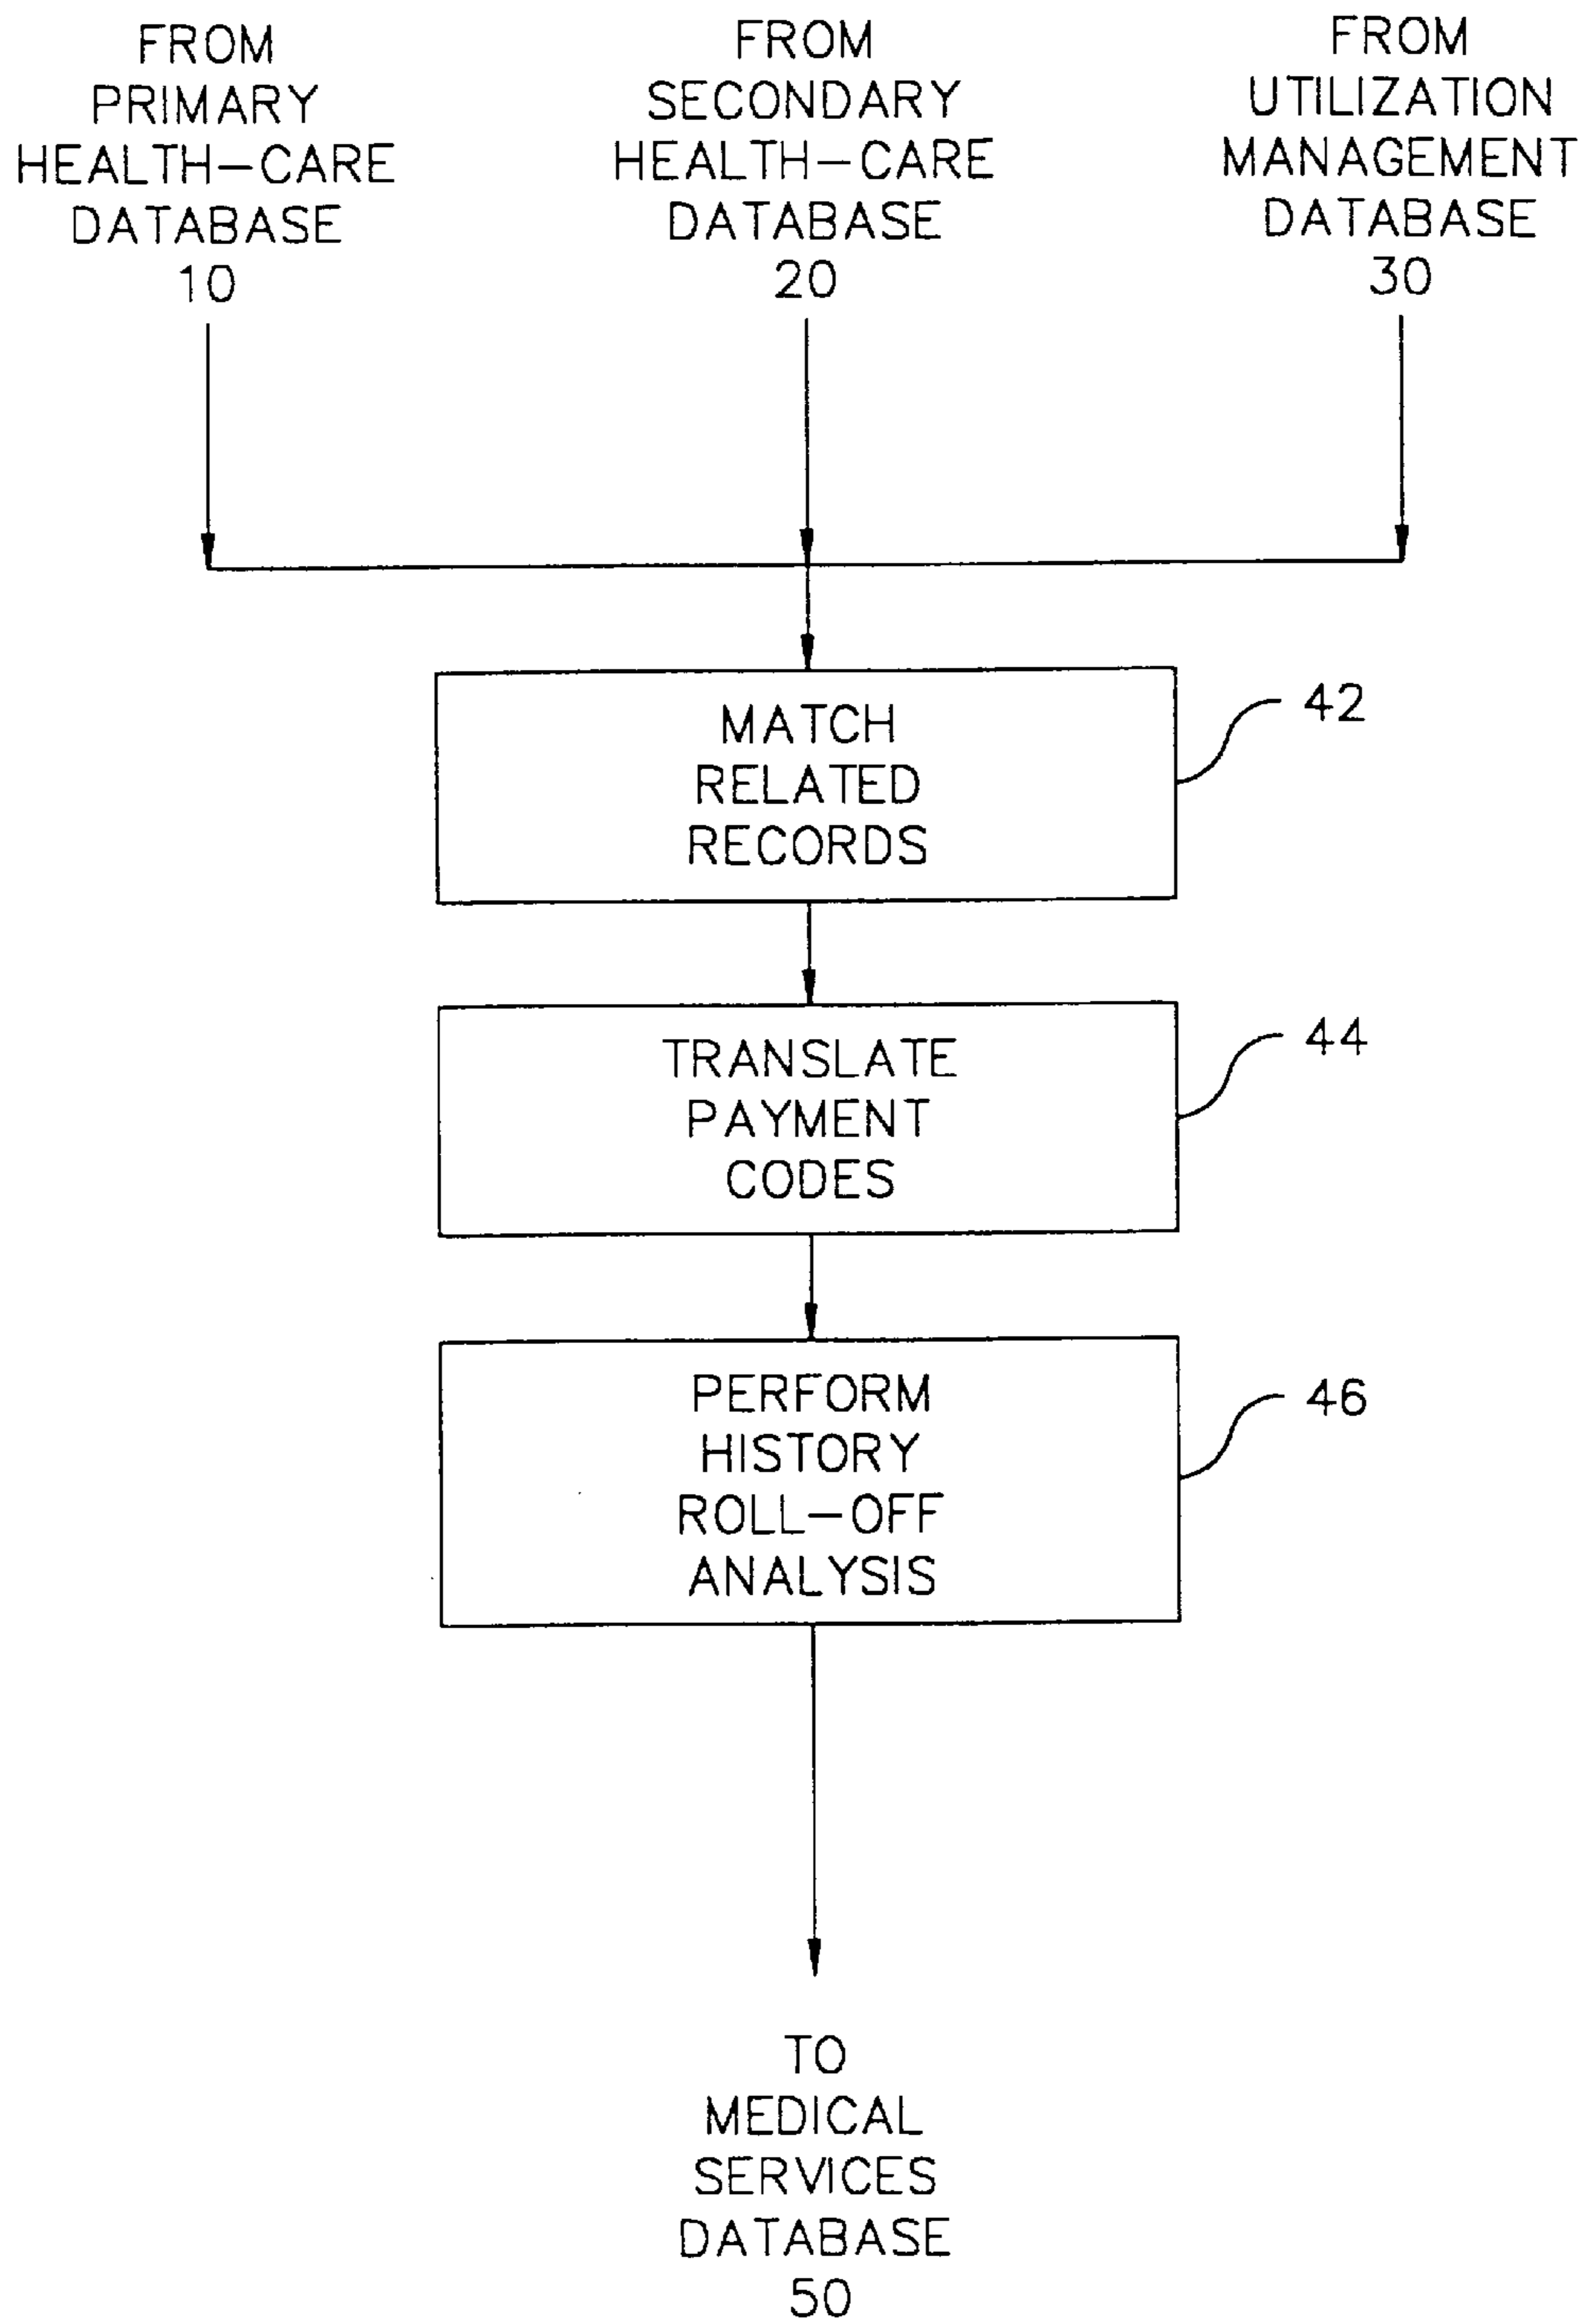 FROM
PRIMARY
HEALTH-CARE
DATABASE
10
FROM
SECONDARY
HEALTH-CARE
DATABASE
20
FROM
UTILIZATION
MANAGEMENT
DATABASE
30
MATCH
RELATED
RECORDS
42
TRANSLATE
PAYMENT
CODES
44
PERFORM
HISTORY
ROLL-OFF
ANALYSIS
46
TO
MEDICAL
SERVICES
DATABASE
50